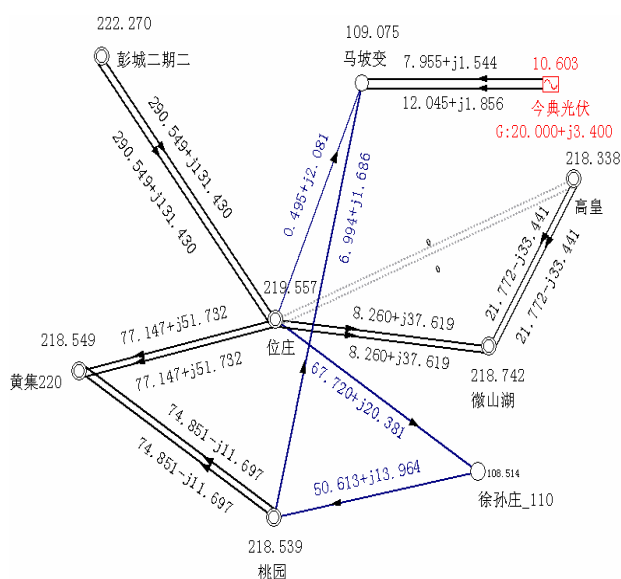 222.270
彭城二期二
109.075
马坡变
7.955+j1.544
12.045+j1.856
10.603
今典光伏
G:20.000+j3.400
218.338
高皇
290.549+j131.430
290.549+j131.430
0.495+j2.081
6.994+j1.686
21.772-j33.441
21.772-j33.441
0
0
219.557
位庄
77.147+j51.732
77.147+j51.732
218.549
黄集220
8.260+j37.619
8.260+j37.619
218.742
微山湖
67.720+j20.381
74.851-j11.697
74.851-j11.697
50.613+j13.964
108.514
徐孙庄_110
218.539
桃园